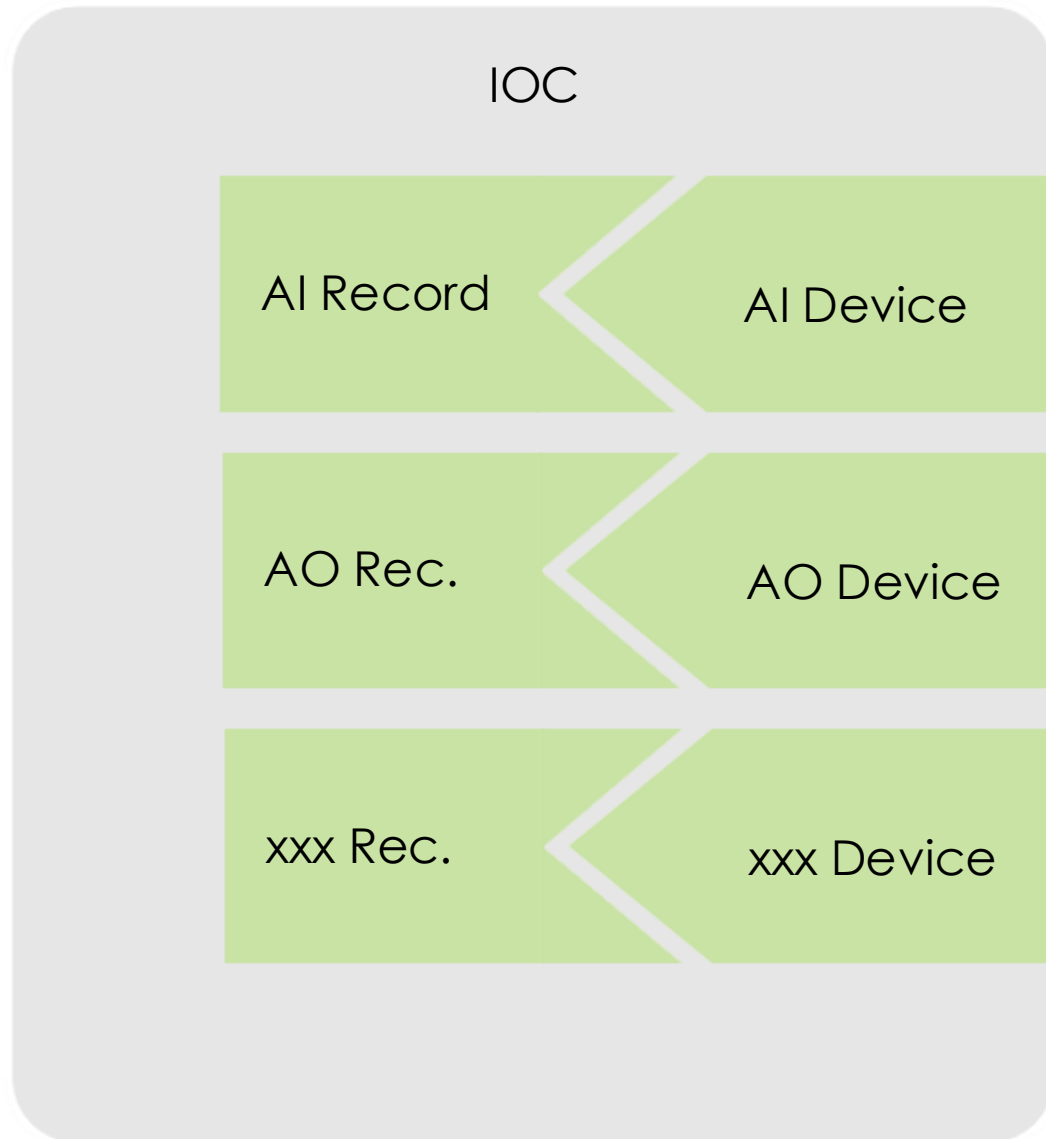 IOC
AI Record
AI Device
AO Rec.
AO Device
xxx Rec.
xxx Device